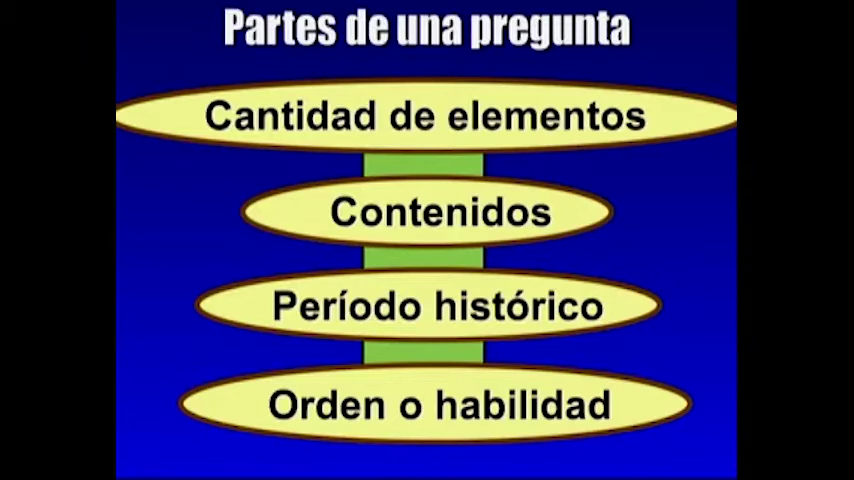 Partes de una pregunta
Cantidad de elementos
Contenidos
Período histórico
Orden o habilidad